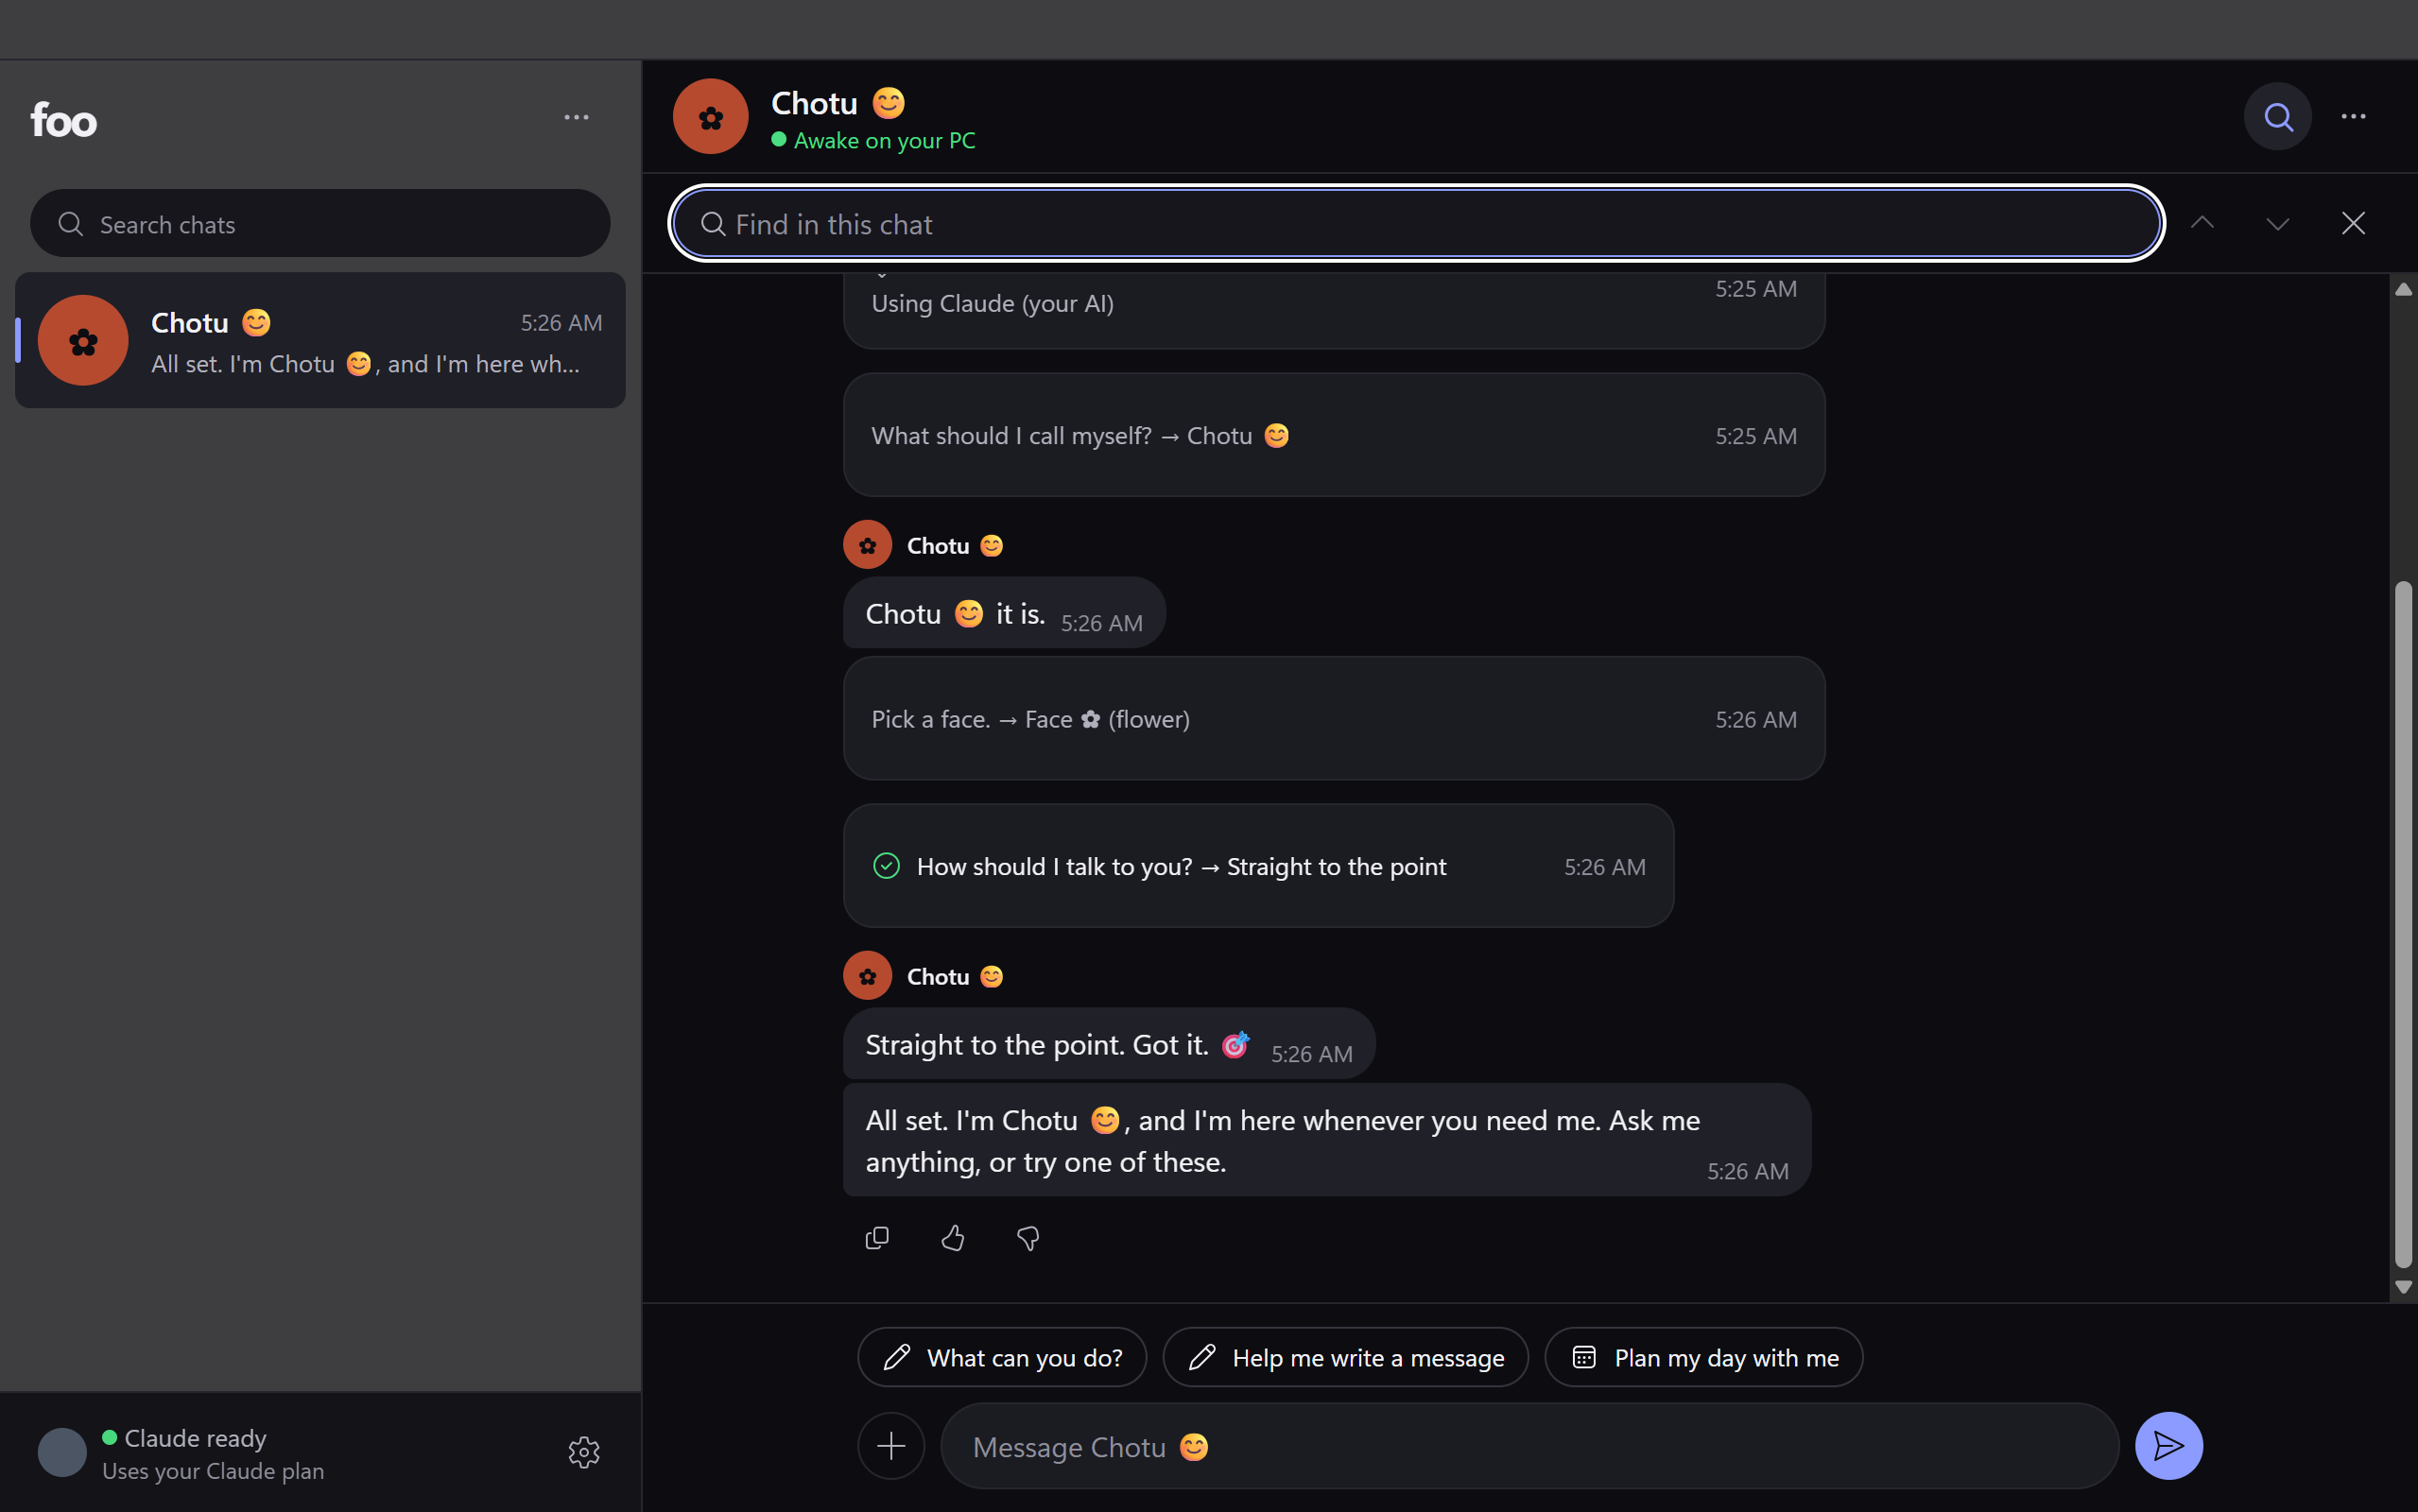 foo
Search chats
Chotu 😊
5:26 AM
All set. I'm Chotu 😊, and I'm here wh...
Claude ready
Uses your Claude plan
Chotu 😊
Awake on your PC
Find in this chat
Using Claude (your AI)
5:25 AM
What should I call myself? → Chotu 😊
5:25 AM
Chotu 😊
Chotu 😊 it is.
5:26 AM
Pick a face. → Face ✿ (flower)
5:26 AM
How should I talk to you? → Straight to the point
5:26 AM
Chotu 😊
Straight to the point. Got it. 🎯
5:26 AM
All set. I'm Chotu 😊, and I'm here whenever you need me. Ask me
anything, or try one of these.
5:26 AM
What can you do?
Help me write a message
Plan my day with me
Message Chotu 😊